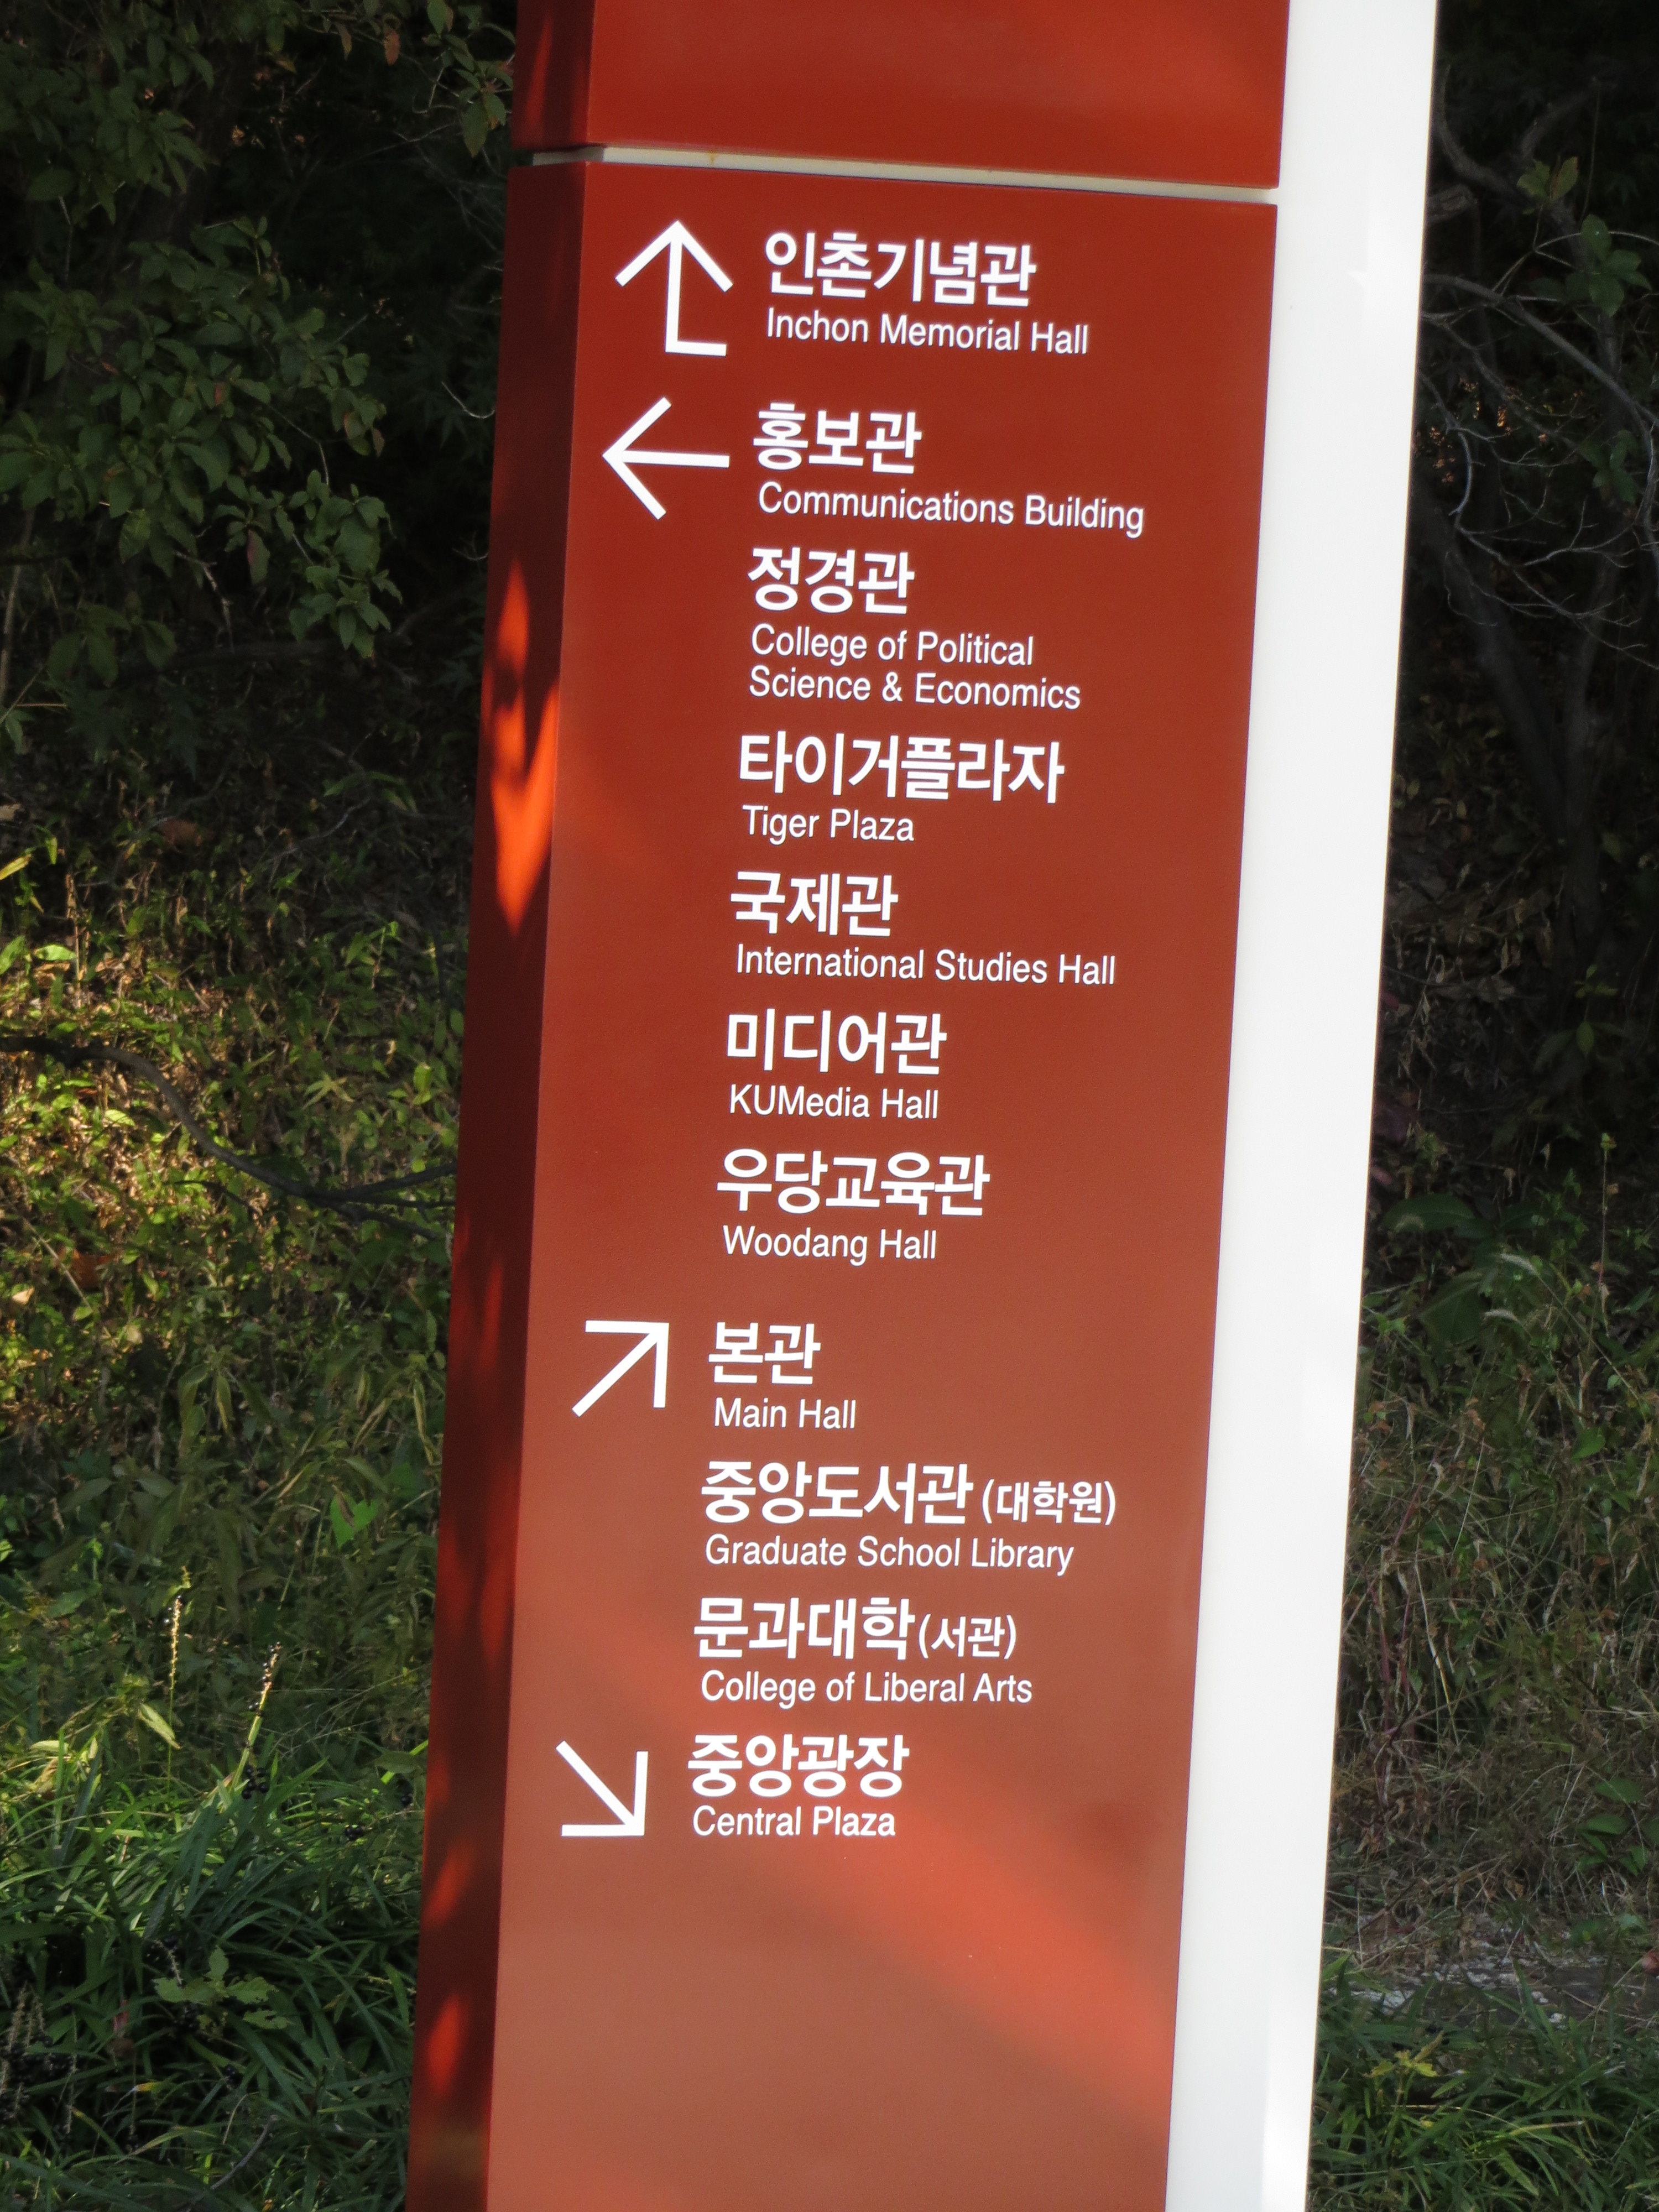 인촌기념관
Inchon Memorial Hall
홍보관
Communications Building
정경관
College of Political
Science & Economics
타이거플라자
Tiger Plaza
국제관
International Studies Hall
미디어관
KUMedia Hall
우당교육관
Woodang Hall
본관
Main Hall
중앙도서관 (대학원)
Graduate School Library
문과대학(서관)
College of Liberal Arts
중앙광장
Central Plaza